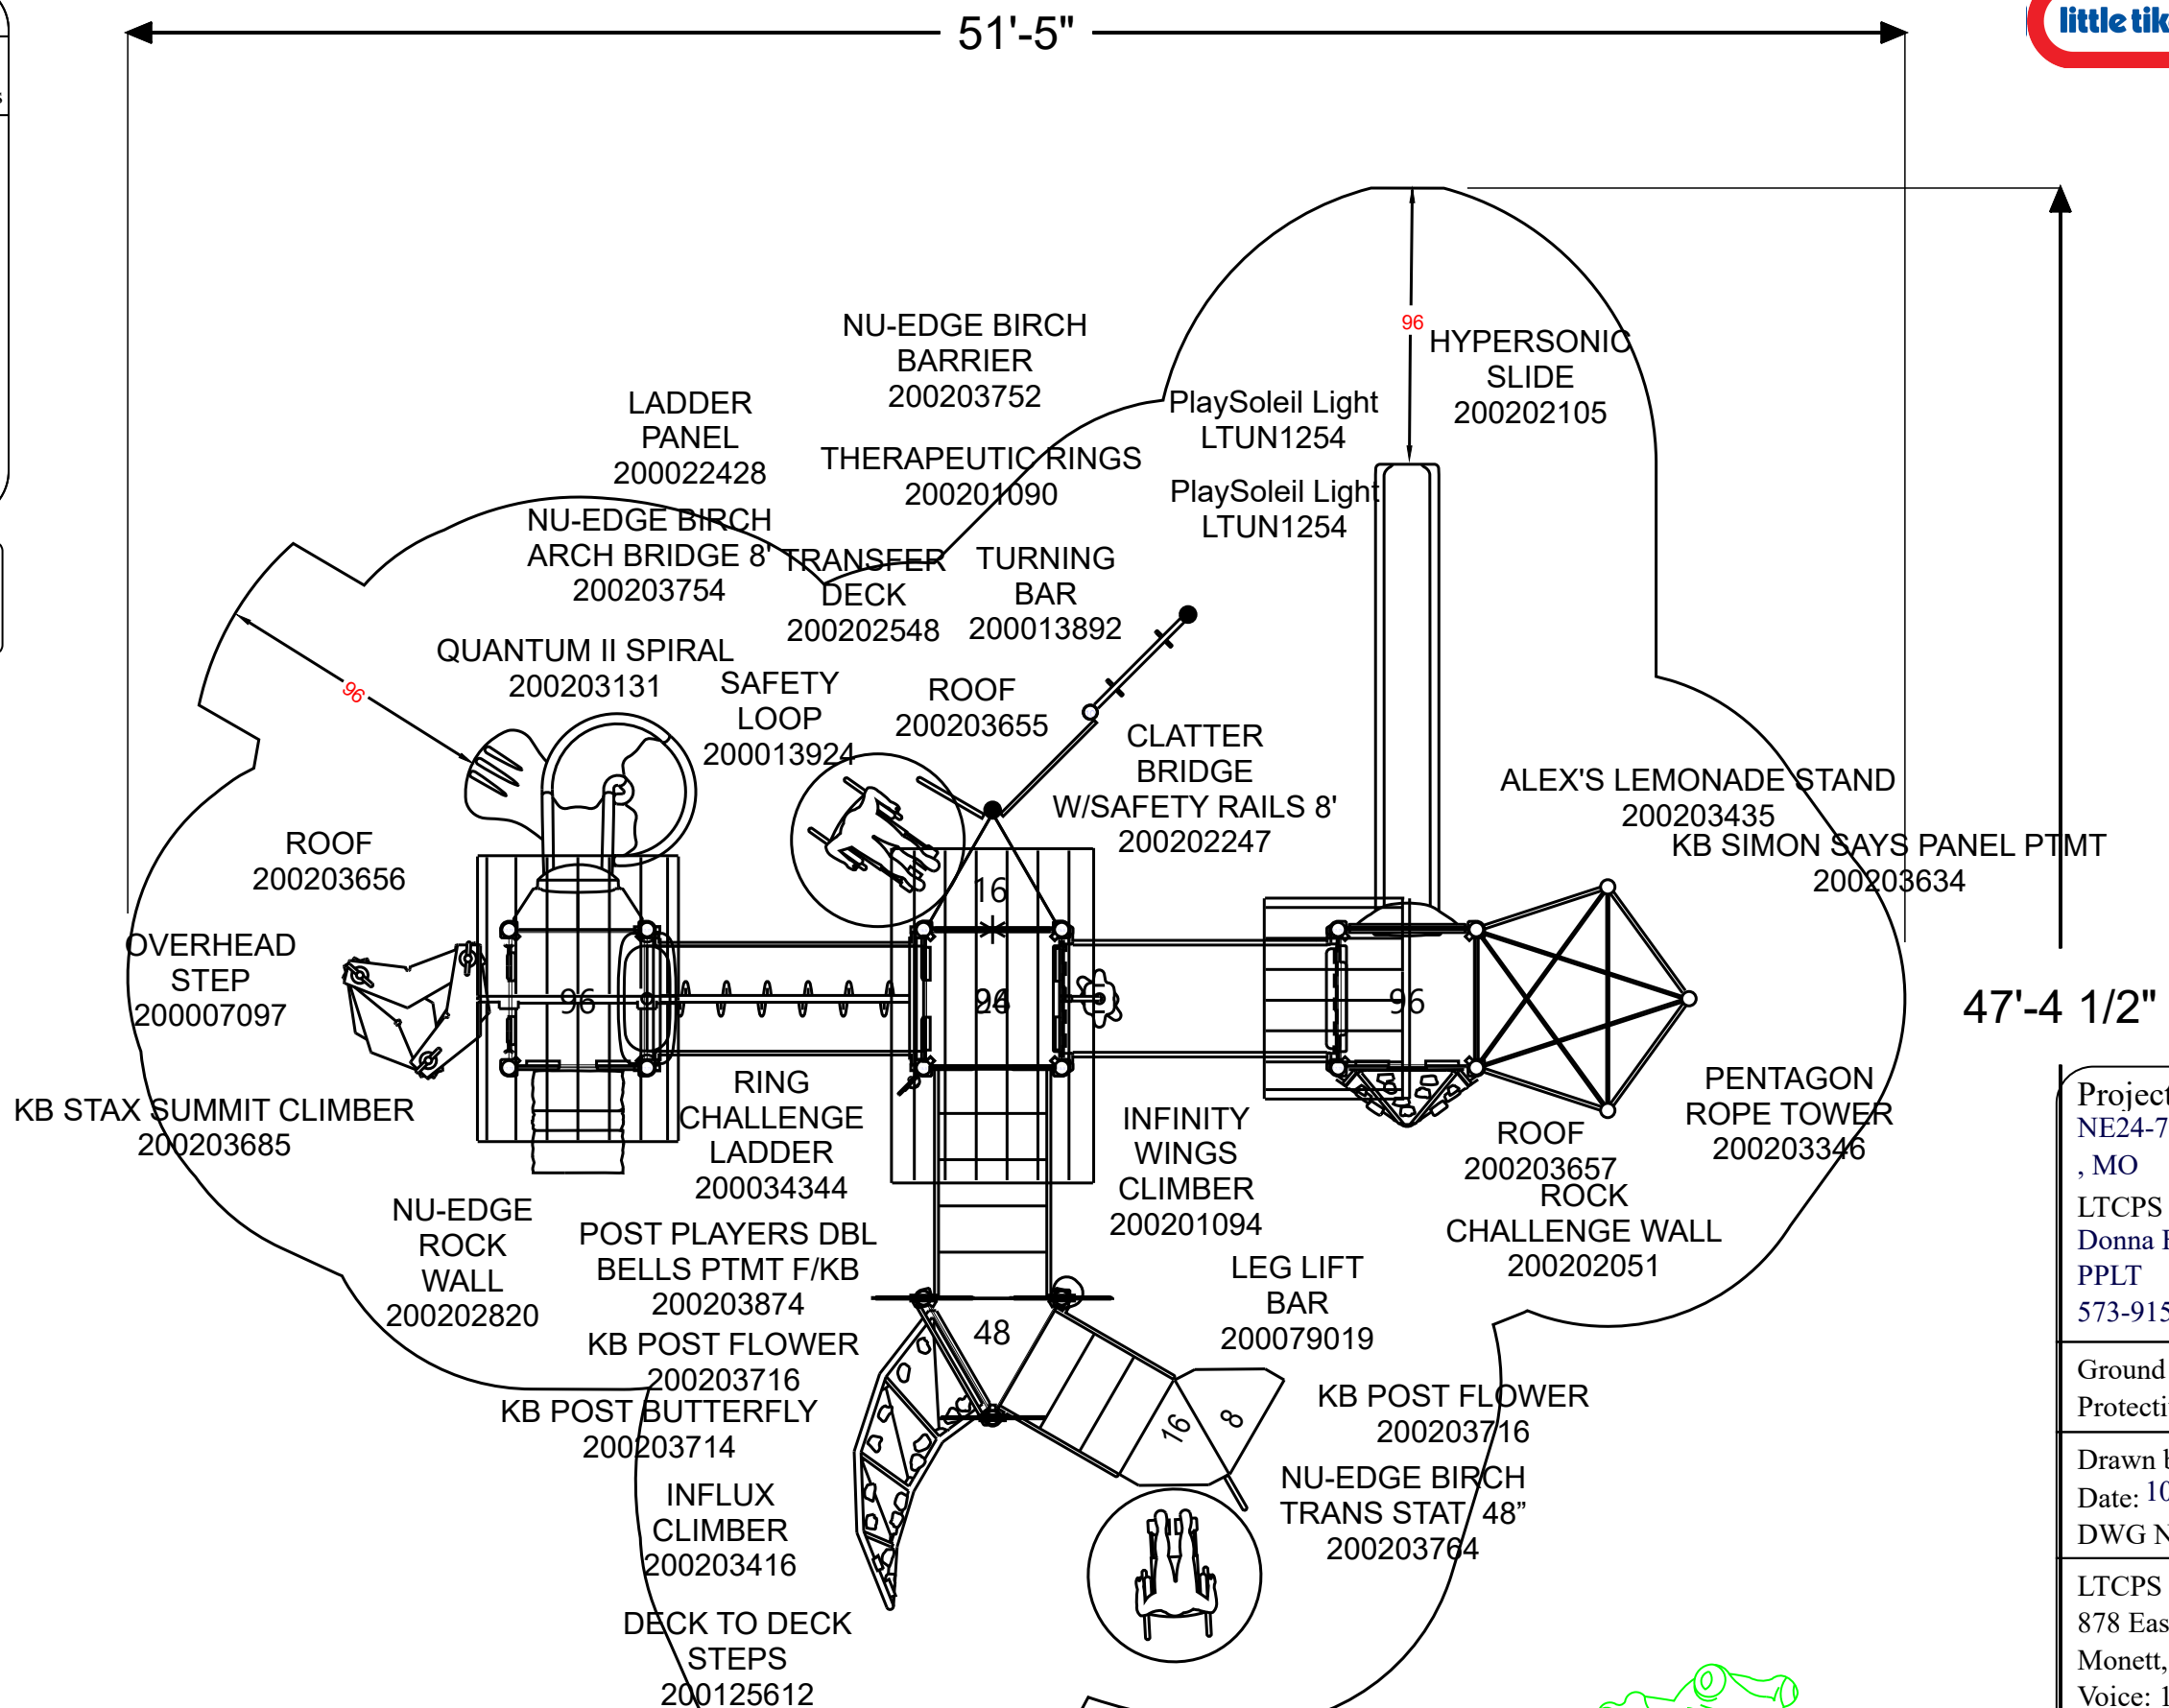 51'-5"
little tik
NU-EDGE BIRCH
BARRIER
200203752
96
HYPERSONIC
SLIDE
200202105
LADDER
PANEL
200022428
PlaySoleil Light
LTUN1254
THERAPEUTIC RINGS
200201090
PlaySoleil Light
LTUN1254
NU-EDGE BIRCH
ARCH BRIDGE 8'
200203754
TRANSFER
DECK
200202548
TURNING
BAR
200013892
QUANTUM II SPIRAL
200203131
96
SAFETY
LOOP
200013924
ROOF
200203655
CLATTER
BRIDGE
W/SAFETY RAILS 8'
200202247
ALEX'S LEMONADE STAND
200203435
KB SIMON SAYS PANEL PTMT
200203634
ROOF
200203656
16
OVERHEAD
STEP
200007097
96
96
47'-4 1/2"
KB STAX SUMMIT CLIMBER
200203685
RING
CHALLENGE
LADDER
200034344
INFINITY
WINGS
CLIMBER
200201094
ROOF
200203657
PENTAGON
ROPE TOWER
200203346
ROCK
CHALLENGE WALL
200202051
NU-EDGE
ROCK
WALL
200202820
POST PLAYERS DBL
BELLS PTMT F/KB
200203874
LEG LIFT
BAR
200079019
48
KB POST FLOWER
200203716
KB POST BUTTERFLY
200203714
16
8
KB POST FLOWER
200203716
INFLUX
CLIMBER
200203416
NU-EDGE BIRCH
TRANS STAT 48”
200203764
DECK TO DECK
STEPS
200125612
Project
NE24-7
, MO
LTCPS
Donna
PPLT
573-915
Ground
Protecti
Drawn b
Date: 10
DWG N
LTCPS
878 Eas
Monett,
Voice: 1